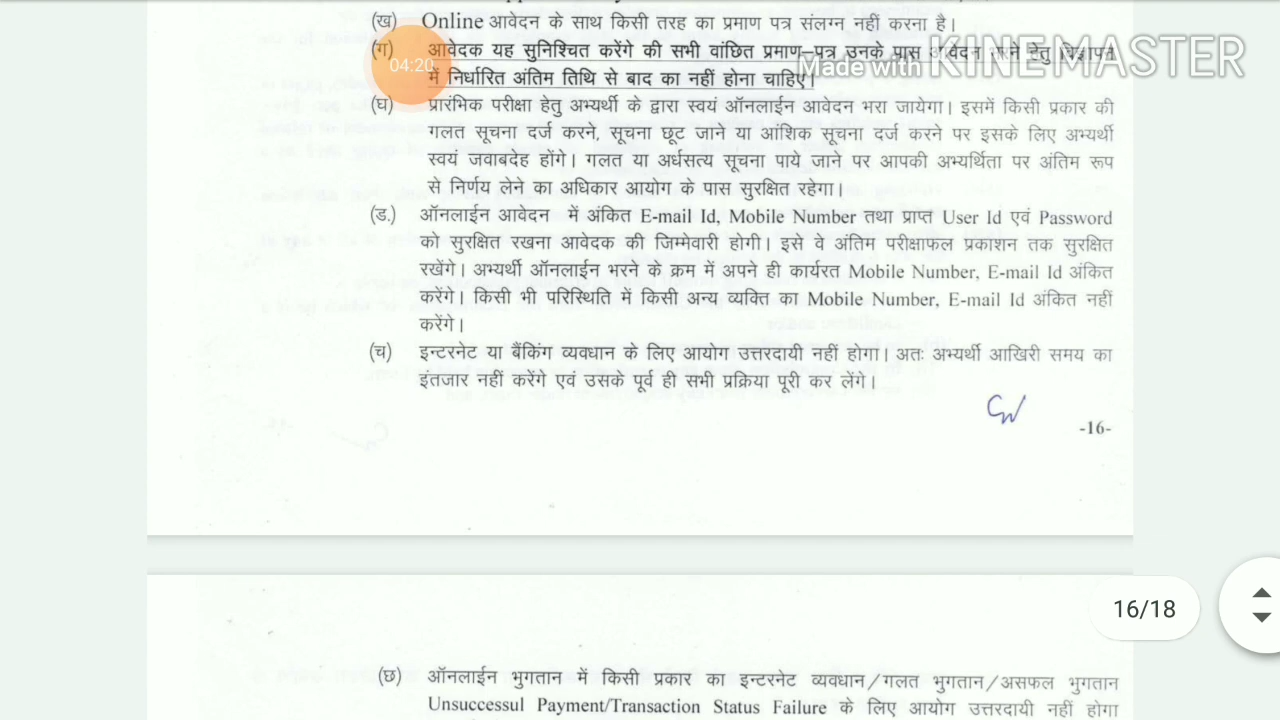 (ख) Online आवेदन के साथ किसी तरह का प्रमाण पत्र संलग्न नहीं करना है।
(ग) आवेदक यह सुनिश्चित करेंगे की सभी वांछित प्रमाण–पत्र उनके पास आवेदन हेतु विज्ञापन
04:20
Made with KINEMASTER
में निर्धारित अंतिम तिथि से बाद का नहीं होना चाहिए।
(घ) प्रारंभिक परीक्षा हेतु अभ्यर्थी के द्वारा स्वयं ऑनलाईन आवेदन भरा जायेगा। इसमें किसी प्रकार की
गलत सूचना दर्ज करने, सूचना छूट जाने या आंशिक सूचना दर्ज करने पर इसके लिए अभ्यर्थी
स्वयं जवाबदेह होंगे। गलत या अर्धसत्य सूचना पाये जाने पर आपकी अभ्यर्थिता पर अंतिम रूप
से निर्णय लेने का अधिकार आयोग के पास सुरक्षित रहेगा।
(ड.) ऑनलाईन आवेदन में अंकित E-mail Id, Mobile Number तथा प्राप्त User Id एवं Password
को सुरक्षित रखना आवेदक की जिम्मेवारी होगी। इसे वे अंतिम परीक्षाफल प्रकाशन तक सुरक्षित
रखेंगे। अभ्यर्थी ऑनलाईन भरने के क्रम में अपने ही कार्यरत Mobile Number, E-mail Id अंकित
करेंगे। किसी भी परिस्थिति में किसी अन्य व्यक्ति का Mobile Number, E-mail Id अंकित नहीं
करेंगे।
(च) इन्टरनेट या बैंकिंग व्यवधान के लिए आयोग उत्तरदायी नहीं होगा। अतः अभ्यर्थी आखिरी समय का
इंतजार नहीं करेंगे एवं उसके पूर्व ही सभी प्रक्रिया पूरी कर लेंगे।
-16-
16/18
(छ) ऑनलाईन भुगतान में किसी प्रकार का इन्टरनेट व्यवधान/गलत भुगतान/असफल भुगतान
Unsuccessul Payment/Transaction Status Failure के लिए आयोग उत्तरदायी नहीं होगा